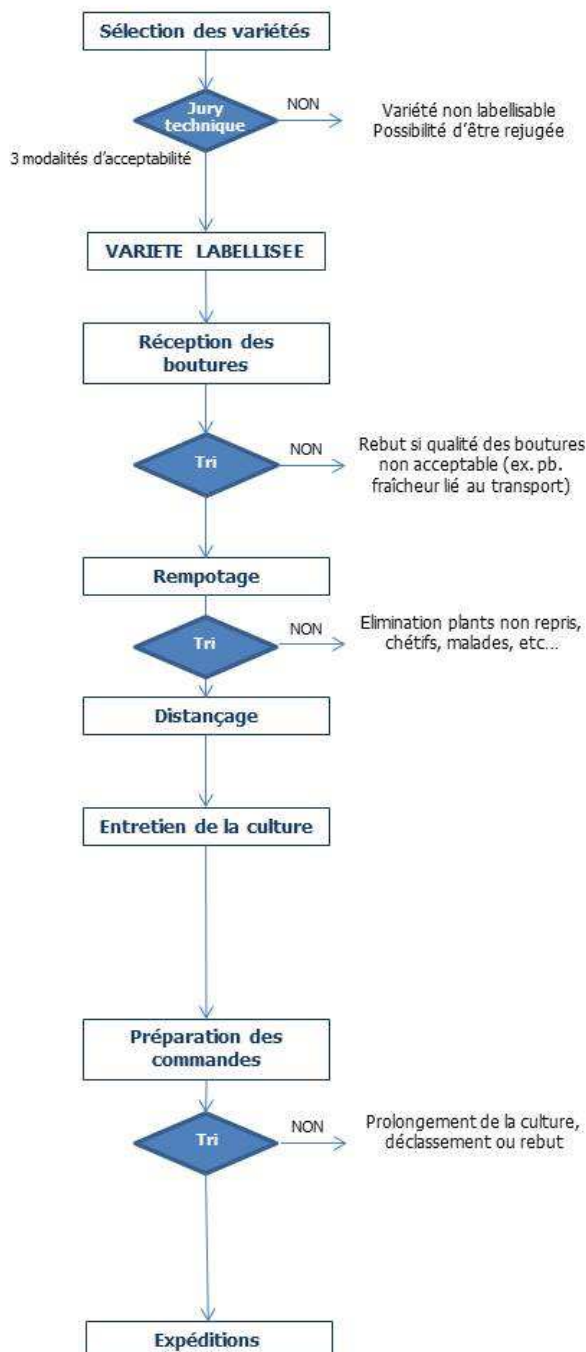 Sélection des variétés
Jury
technique
NON
Variété non labellisable
Possibilité d'être rejugée
3 modalités d'acceptabilité
VARIETE LABELLISEE
Réception des
boutures
Tri
NON
Rebut si qualité des boutures
non acceptable (ex. pb.
fraîcheur lié au transport)
Rempotage
Tri
NON
Elimination plants non repris,
chétifs, malades, etc...
Distançage
Entretien de la culture
Préparation des
commandes
Tri
NON
Prolongement de la culture,
déclassement ou rebut
Expéditions